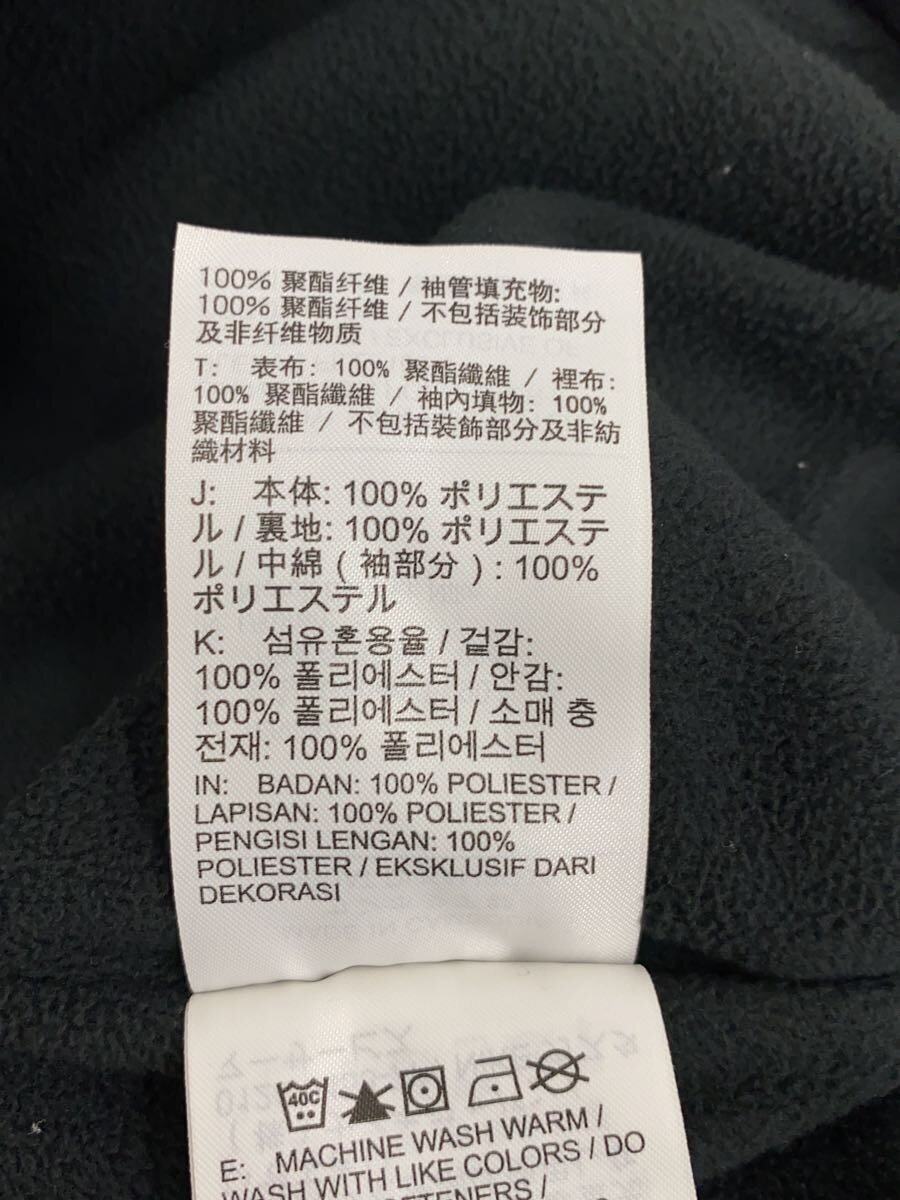 100% 聚酯纤维 / 袖管填充物:
100% 聚酯纤维 / 不包括装饰部分
及非纤维物质
T: 表布: 100% 聚酯纖維 / 裡布:
100% 聚酯纖維 / 袖內填物: 100%
聚酯纖維 / 不包括裝飾部分及非紡
織材料
J: 本体: 100% ポリエステ
ル / 裏地: 100% ポリエステ
ル / 中綿 ( 袖部分 ) : 100%
ポリエステル
K: 섬유혼용율 / 겉감:
100% 폴리에스터 / 안감:
100% 폴리에스터 / 소매 충
전재: 100% 폴리에스터
IN: BADAN: 100% POLIESTER /
LAPISAN: 100% POLIESTER /
PENGISI LENGAN: 100%
POLIESTER / EKSKLUSIF DARI
DEKORASI
40C
E: MACHINE WASH WARM /
WASH WITH LIKE COLORS / DO